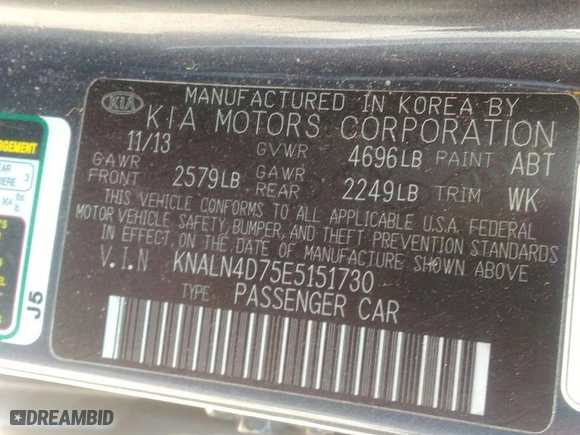 KIA
MANUFACTURED IN KOREA BY
KIA MOTORS CORPORATION
11/13 GVWR 4696LB PAINT ABT
GAWR FRONT 2579LB GAWR REAR 2249LB TRIM WK
THIS VEHICLE CONFORMS TO ALL APPLICABLE U.S.A. FEDERAL
MOTOR VEHICLE SAFETY, BUMPER, AND THEFT PREVENTION STANDARDS
IN EFFECT, ON THE DATE OF MANUFACTURE SHOWN ABOVE
V.I.N KNALN4D75E5151730
TYPE PASSENGER CAR
3
J5
DREAMBID